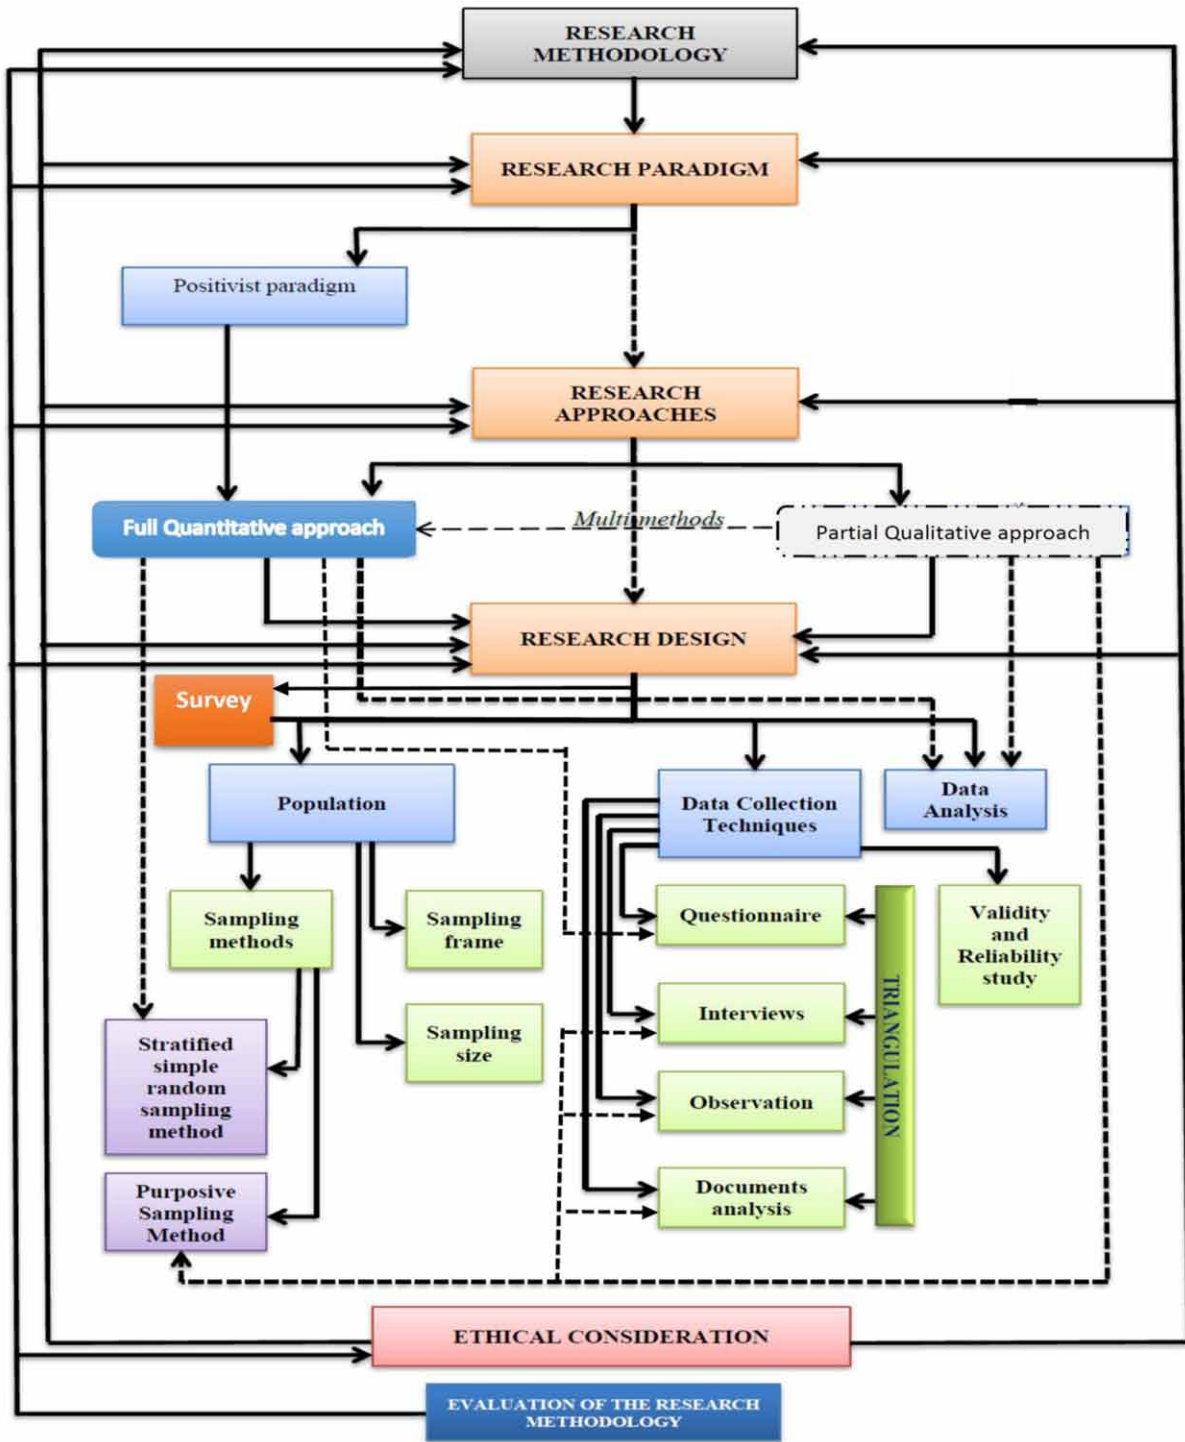 RESEARCH
METHODOLOGY
RESEARCH PARADIGM
Positivist paradigm
RESEARCH
APPROACHES
Full Quantitative approach
Multi methods
Partial Qualitative approach
RESEARCH DESIGN
Survey
Population
Data Collection
Techniques
Data
Analysis
Sampling
methods
Sampling
frame
Questionnaire
Validity
and
Reliability
study
TRIANGULATION
Interviews
Sampling
size
Stratified
simple
random
sampling
method
Observation
Purposive
Sampling
Method
Documents
analysis
ETHICAL CONSIDERATION
EVALUATION OF THE RESEARCH
METHODOLOGY